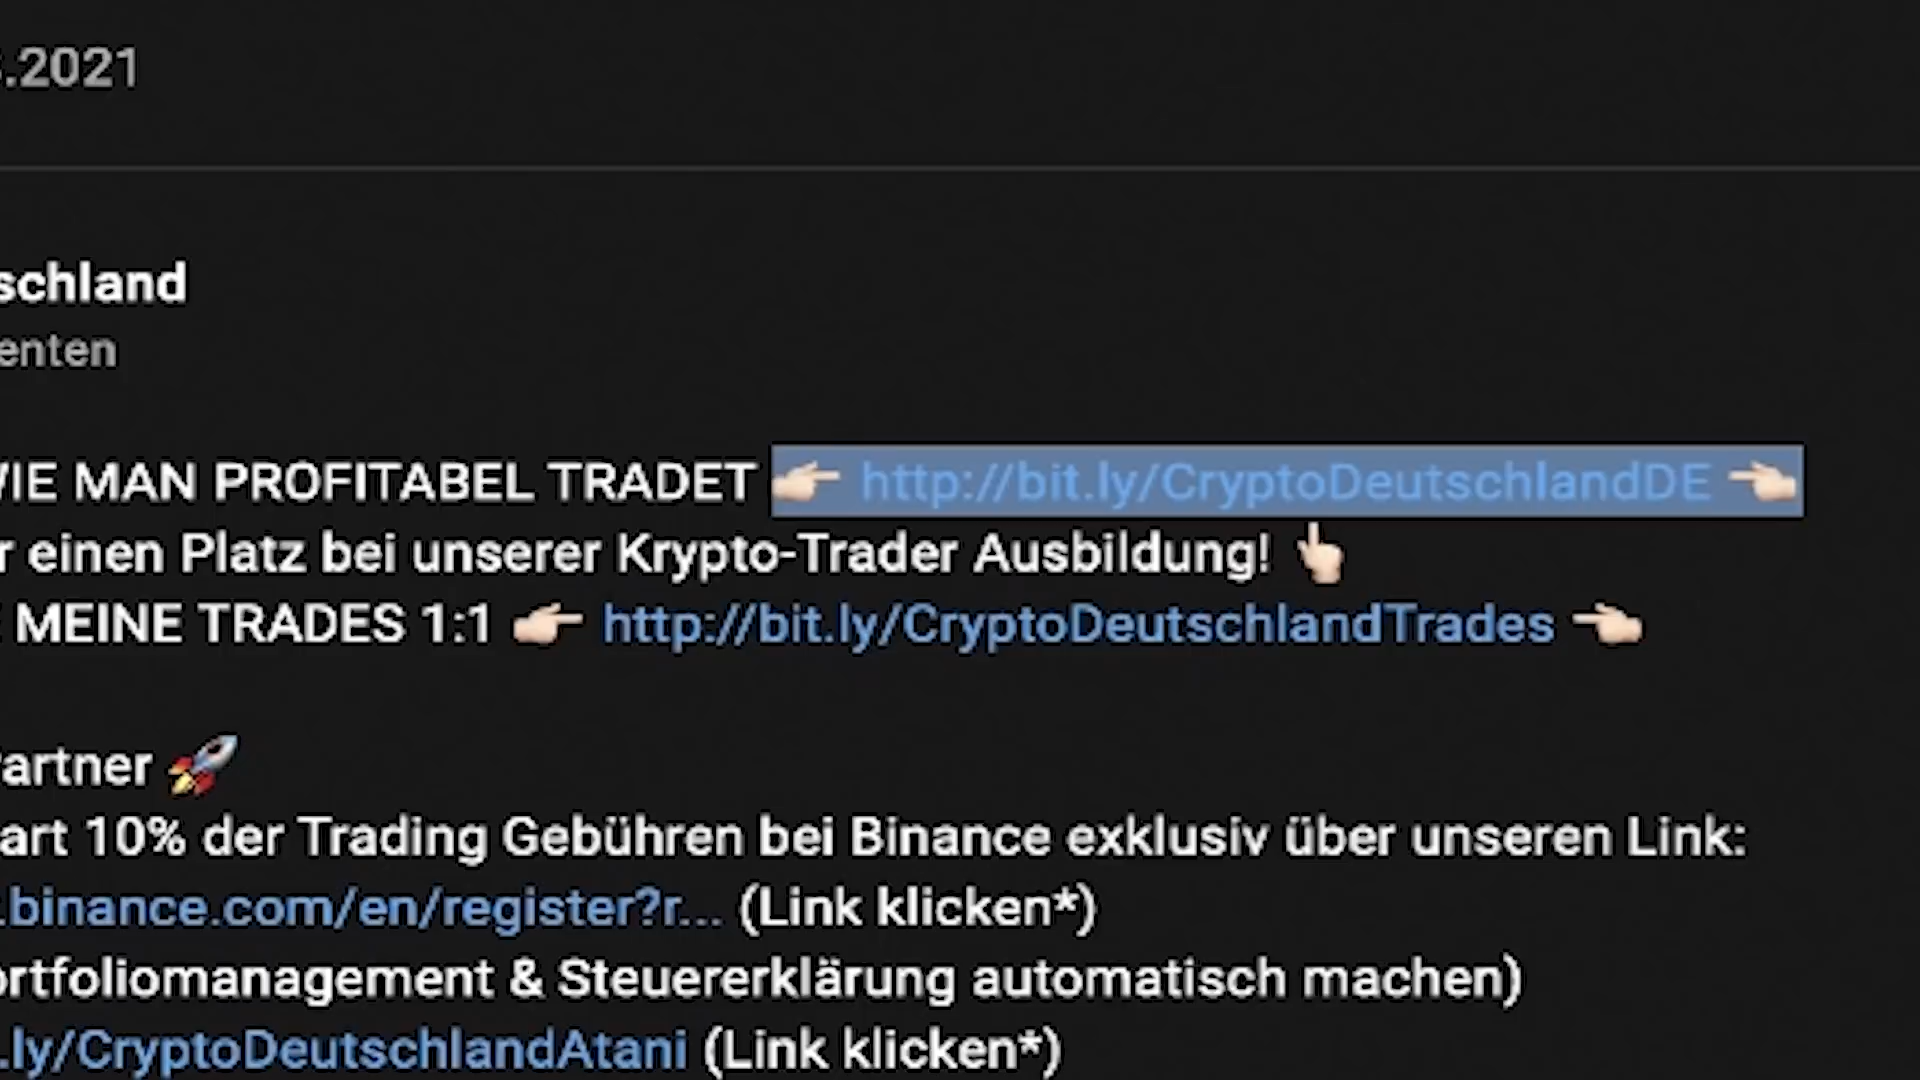 .2021
schland
enten
WIE MAN PROFITABEL TRADET 👉🏻 http://bit.ly/CryptoDeutschlandDE 👈🏻
r einen Platz bei unserer Krypto-Trader Ausbildung! 👆🏻
MEINE TRADES 1:1 👉🏻 http://bit.ly/CryptoDeutschlandTrades 👈🏻
artner 🚀
art 10% der Trading Gebühren bei Binance exklusiv über unseren Link:
.binance.com/en/register?r... (Link klicken*)
ortfoliomanagement & Steuererklärung automatisch machen)
.ly/CryptoDeutschlandAtani (Link klicken*)